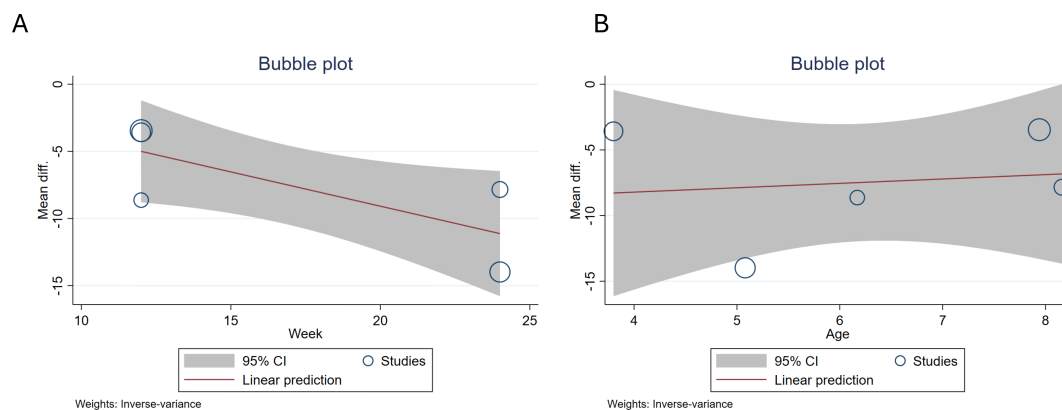 A
Bubble plot
0
-5
-10
-15
Mean diff.
10 15 20 25
Week
95% CI Studies
Linear prediction
Weights: Inverse-variance
B
Bubble plot
0
-5
-10
-15
Mean diff.
4 5 6 7 8
Age
95% CI Studies
Linear prediction
Weights: Inverse-variance